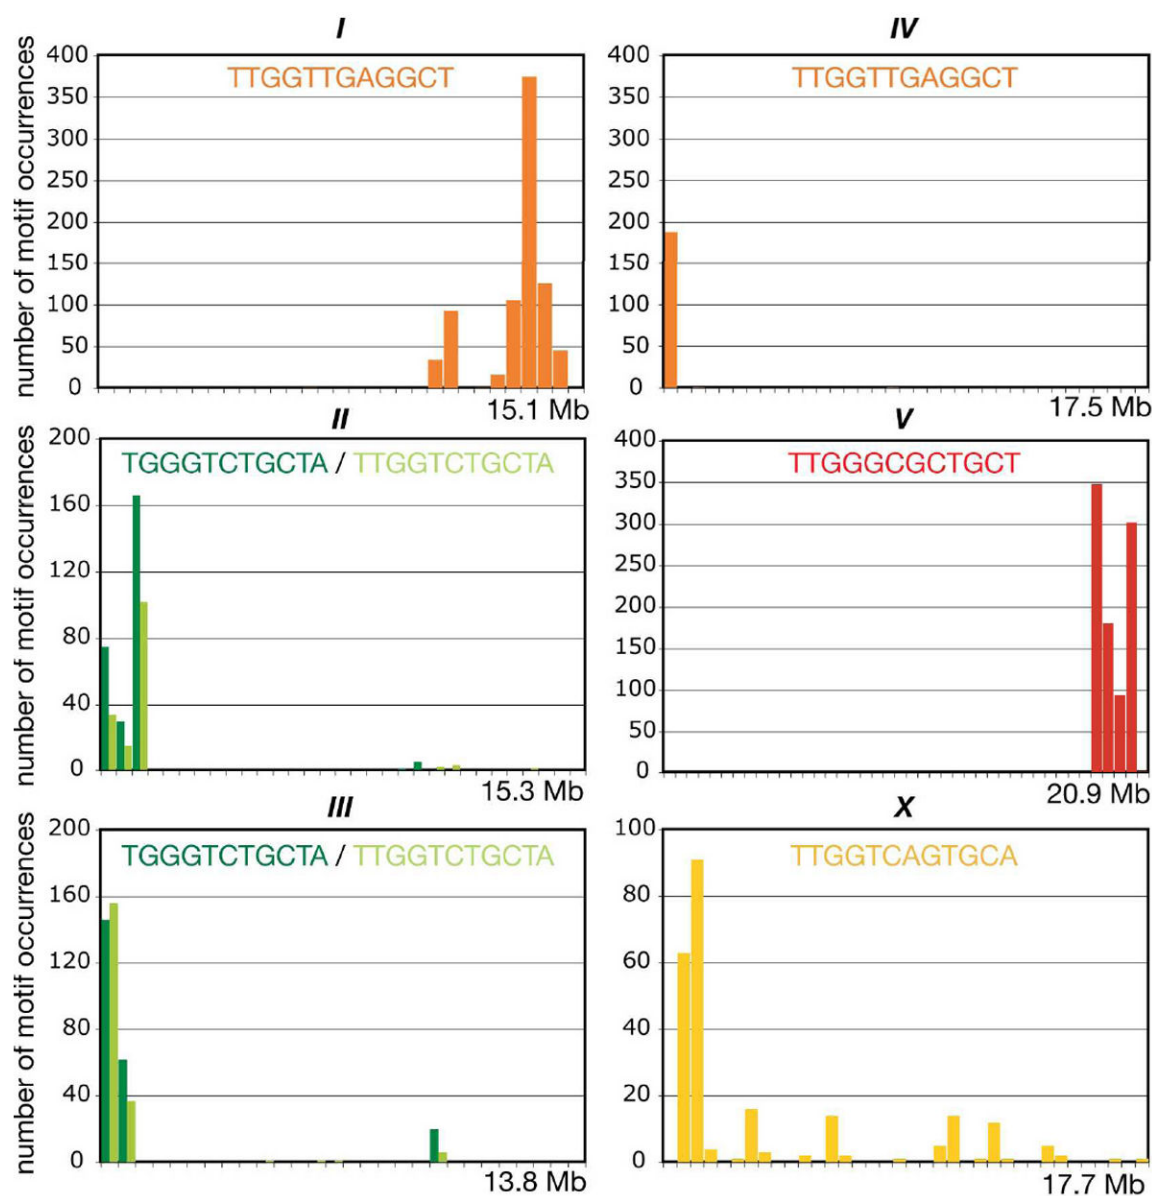 I
number of motif occurrences
400
350
300
250
200
150
100
50
0
TTGGTTGAGGCT
15.1 Mb
IV
400
350
300
250
200
150
100
50
0
TTGGTTGAGGCT
17.5 Mb
II
number of motif occurrences
200
160
120
80
40
0
TGGGTCTGCTA / TTGGTCTGCTA
15.3 Mb
V
400
350
300
250
200
150
100
50
0
TTGGGCGCTGCT
20.9 Mb
III
number of motif occurrences
200
160
120
80
40
0
TGGGTCTGCTA / TTGGTCTGCTA
13.8 Mb
X
100
80
60
40
20
0
TTGGTCAGTGCA
17.7 Mb